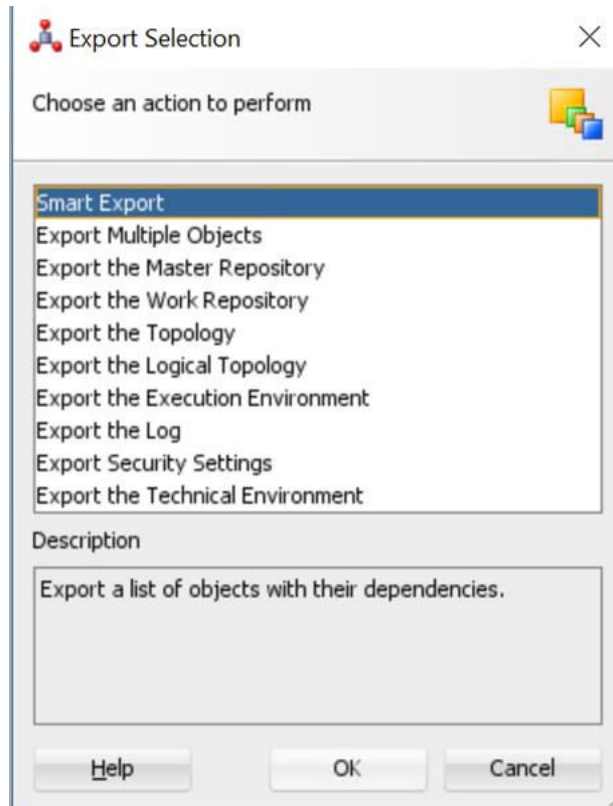 Export Selection
Choose an action to perform
Smart Export
Export Multiple Objects
Export the Master Repository
Export the Work Repository
Export the Topology
Export the Logical Topology
Export the Execution Environment
Export the Log
Export Security Settings
Export the Technical Environment
Description
Export a list of objects with their dependencies.
Help OK Cancel